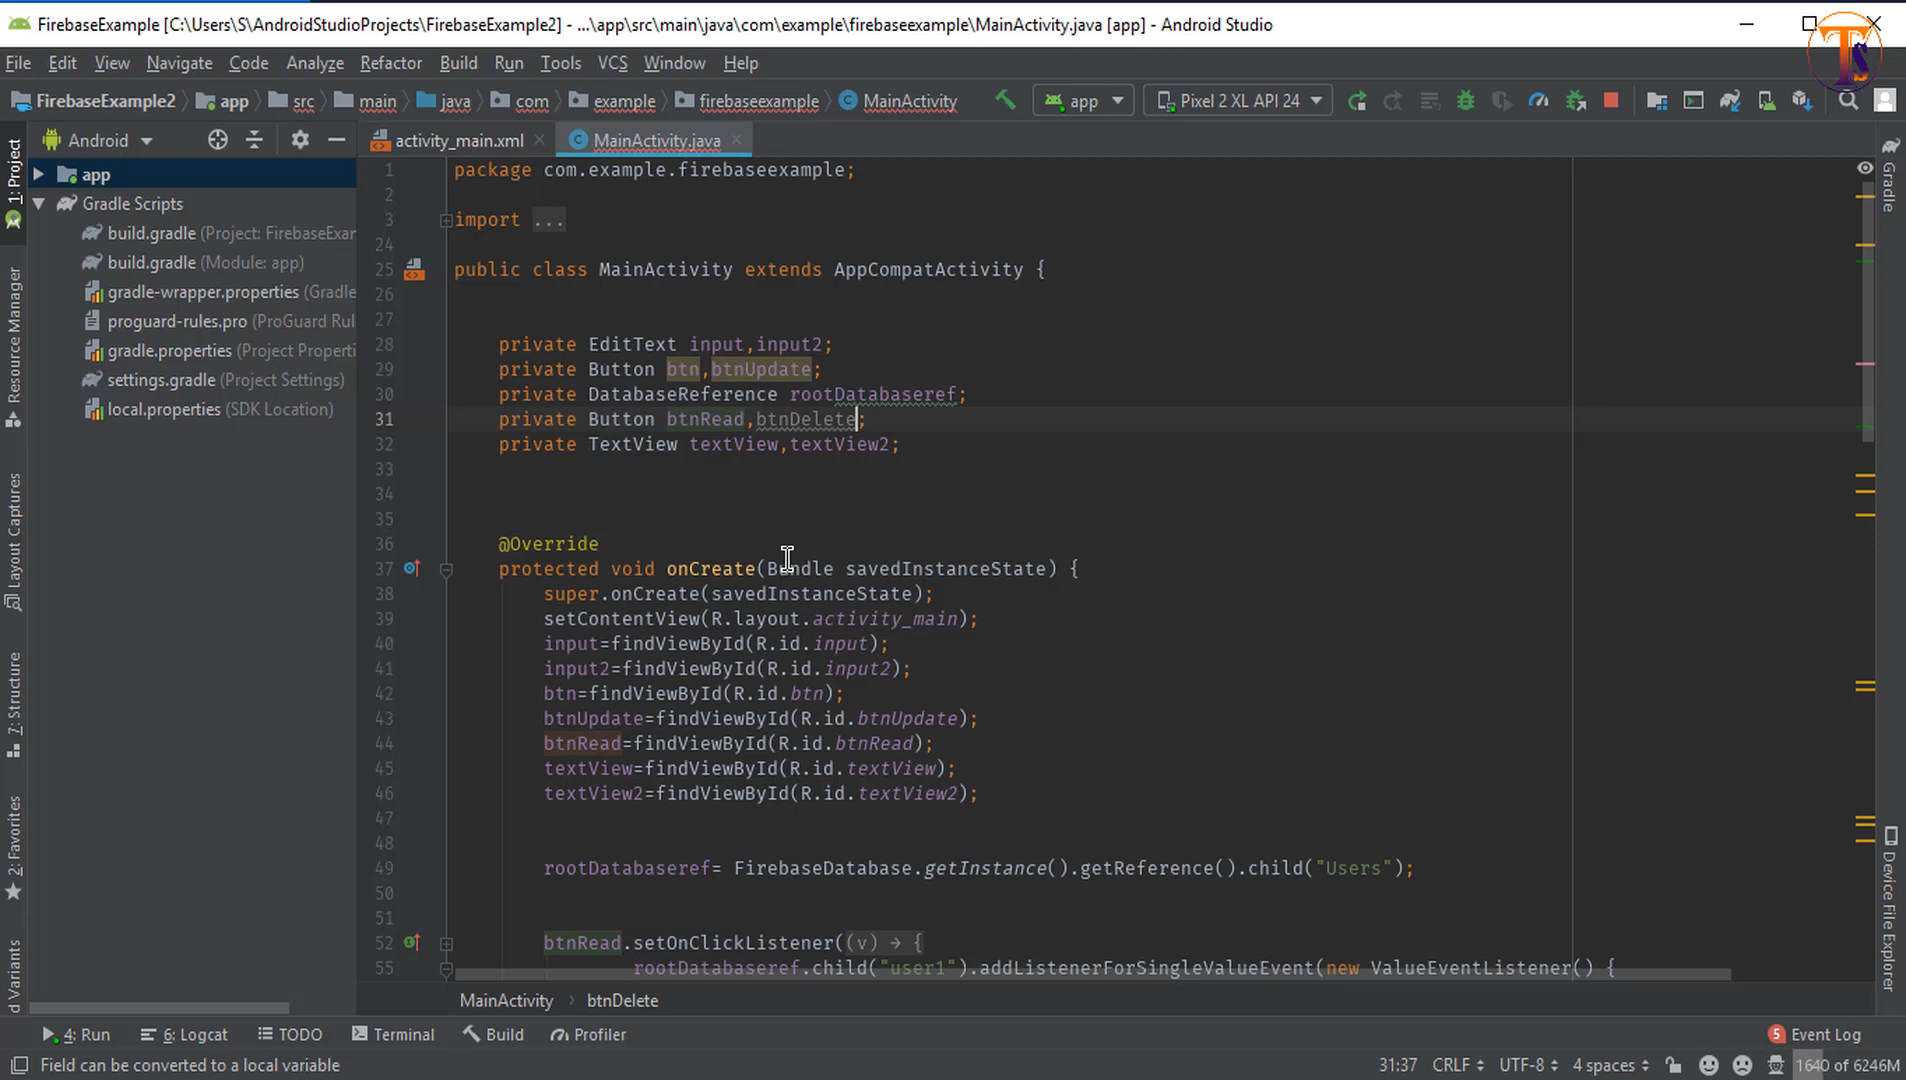 FirebaseExample [C:\Users\S\AndroidStudioProjects\FirebaseExample2] - ...\app\src\main\java\com\example\firebaseexample\MainActivity.java [app] - Android Studio
TS
File Edit View Navigate Code Analyze Refactor Build Run Tools VCS Window Help
FirebaseExample2 app src main java com example firebaseexample MainActivity app Pixel 2 XL API 24
Android activity_main.xml MainActivity.java
app
Gradle Scripts
build.gradle (Project: FirebaseExar
build.gradle (Module: app)
gradle-wrapper.properties (Gradle
proguard-rules.pro (ProGuard Rul
gradle.properties (Project Properti
settings.gradle (Project Settings)
local.properties (SDK Location)
1: Project
Resource Manager
Layout Captures
7: Structure
2: Favorites
d Variants
1 package com.example.firebaseexample;
2
3 import ...
24
25 public class MainActivity extends AppCompatActivity {
26
27
28 private EditText input,input2;
29 private Button btn,btnUpdate;
30 private DatabaseReference rootDatabaseref;
31 private Button btnRead,btnDelete;
32 private TextView textView,textView2;
33
34
35
36 @Override
37 protected void onCreate(Bundle savedInstanceState) {
38 super.onCreate(savedInstanceState);
39 setContentView(R.layout.activity_main);
40 input=findViewById(R.id.input);
41 input2=findViewById(R.id.input2);
42 btn=findViewById(R.id.btn);
43 btnUpdate=findViewById(R.id.btnUpdate);
44 btnRead=findViewById(R.id.btnRead);
45 textView=findViewById(R.id.textView);
46 textView2=findViewById(R.id.textView2);
47
48
49 rootDatabaseref= FirebaseDatabase.getInstance().getReference().child("Users");
50
51
52 btnRead.setOnClickListener((v) → {
55 rootDatabaseref.child("user1").addListenerForSingleValueEvent(new ValueEventListener() {
MainActivity › btnDelete
Gradle
Device File Explorer
4: Run 6: Logcat TODO Terminal Build Profiler 5 Event Log
Field can be converted to a local variable 31:37 CRLF UTF-8 4 spaces 1640 of 6246M